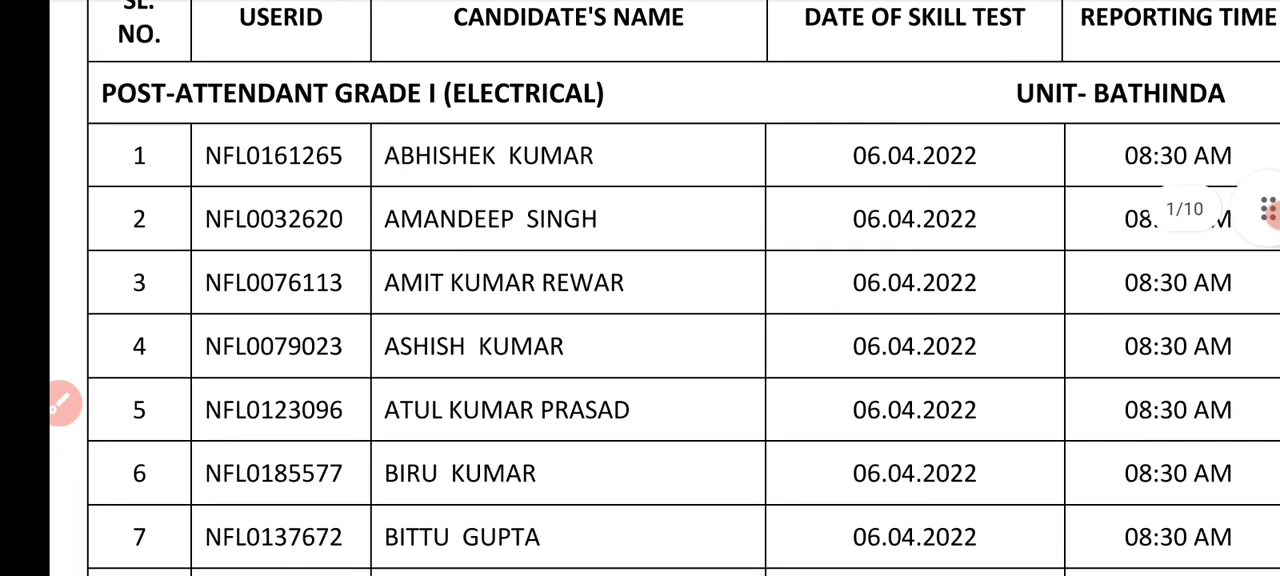 SL. NO. USERID CANDIDATE'S NAME DATE OF SKILL TEST REPORTING TIME
POST-ATTENDANT GRADE I (ELECTRICAL) UNIT- BATHINDA
1 NFL0161265 ABHISHEK KUMAR 06.04.2022 08:30 AM
2 NFL0032620 AMANDEEP SINGH 06.04.2022
1/10
3 NFL0076113 AMIT KUMAR REWAR 06.04.2022 08:30 AM
4 NFL0079023 ASHISH KUMAR 06.04.2022 08:30 AM
5 NFL0123096 ATUL KUMAR PRASAD 06.04.2022 08:30 AM
6 NFL0185577 BIRU KUMAR 06.04.2022 08:30 AM
7 NFL0137672 BITTU GUPTA 06.04.2022 08:30 AM